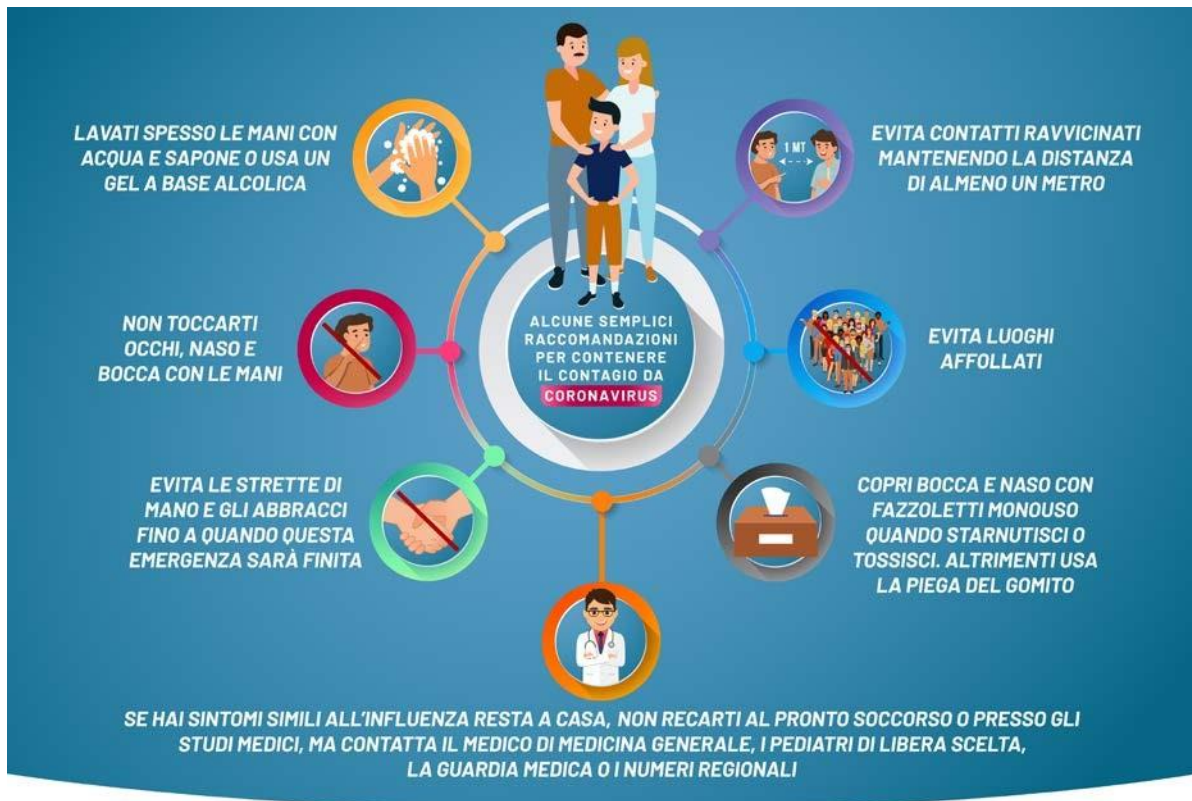 LAVATI SPESSO LE MANI CON
ACQUA E SAPONE O USA UN
GEL A BASE ALCOLICA
1 MT
EVITA CONTATTI RAVVICINATI
MANTENENDO LA DISTANZA
DI ALMENO UN METRO
NON TOCCARTI
OCCHI, NASO E
BOCCA CON LE MANI
ALCUNE SEMPLICI
RACCOMANDAZIONI
PER CONTENERE
IL CONTAGIO DA
CORONAVIRUS
EVITA LUOGHI
AFFOLLATI
EVITA LE STRETTE DI
MANO E GLI ABBRACCI
FINO A QUANDO QUESTA
EMERGENZA SARÀ FINITA
COPRI BOCCA E NASO CON
FAZZOLETTI MONOUSO
QUANDO STARNUTISCI O
TOSSISCI. ALTRIMENTI USA
LA PIEGA DEL GOMITO
SE HAI SINTOMI SIMILI ALL'INFLUENZA RESTA A CASA, NON RECARTI AL PRONTO SOCCORSO O PRESSO GLI
STUDI MEDICI, MA CONTATTA IL MEDICO DI MEDICINA GENERALE, I PEDIATRI DI LIBERA SCELTA,
LA GUARDIA MEDICA O I NUMERI REGIONALI